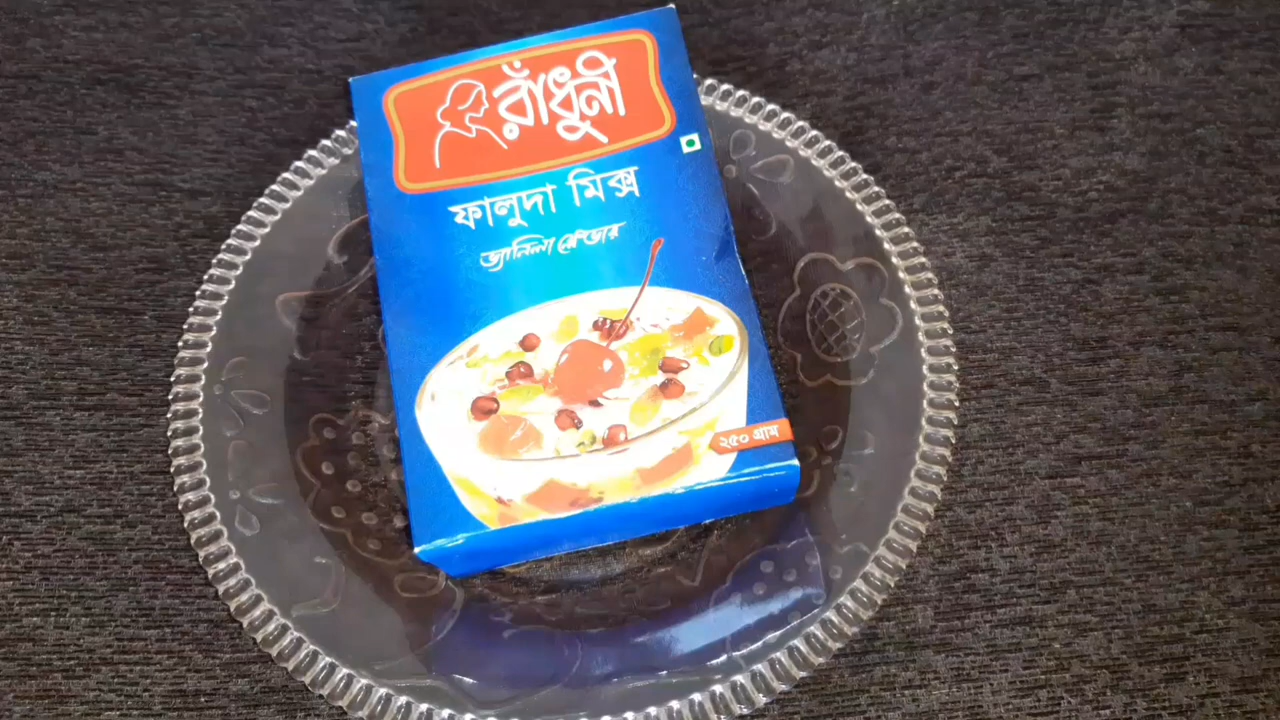 রাঁধুনী
ফালুদা মিক্স
ভ্যানিলা ফ্লেভার
২৫০ গ্রাম